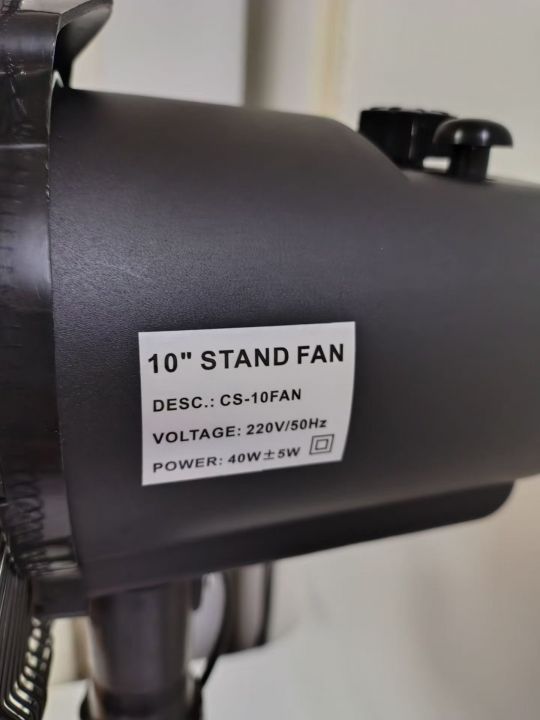 10" STAND FAN
DESC.: CS-10FAN
VOLTAGE: 220V/50Hz
POWER: 40W±5W